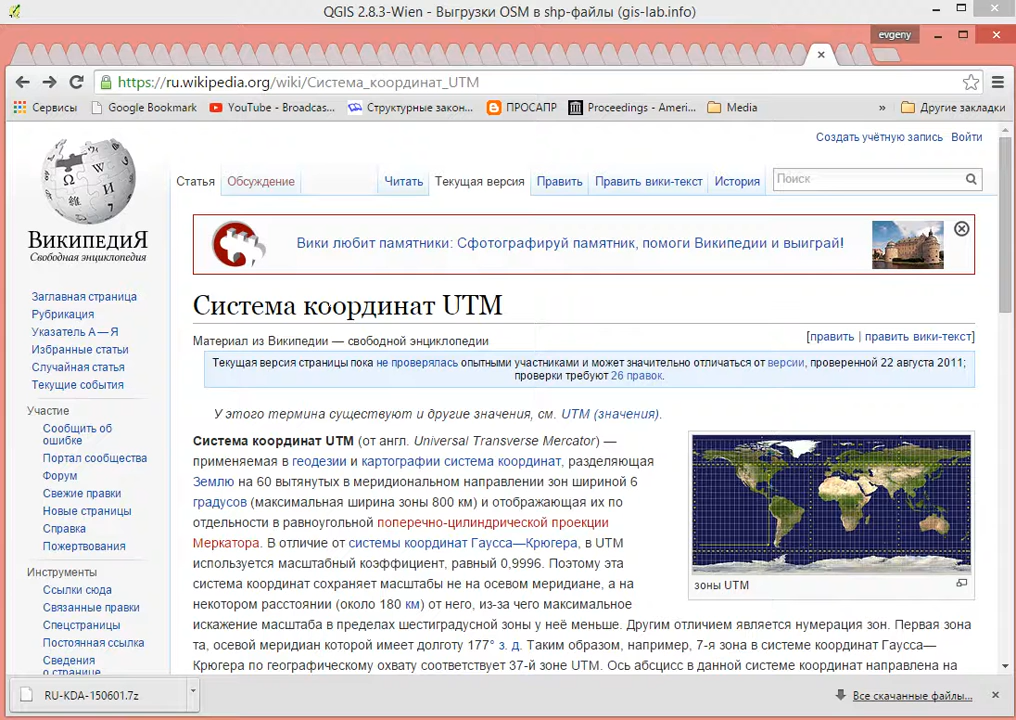 QGIS 2.8.3-Wien - Выгрузки OSM в shp-файлы (gis-lab.info)
evgeny
https://ru.wikipedia.org/wiki/Система_координат_UTM
Сервисы Google Bookmark YouTube - Broadcas... Структурные закон... ПРОСАПР Proceedings - Ameri... Media » Другие закладки
Создать учётную запись Войти
Статья Обсуждение Читать Текущая версия Править Править вики-текст История Поиск
ВикипедиЯ
Свободная энциклопедия
Вики любит памятники: Сфотографируй памятник, помоги Википедии и выиграй!
Заглавная страница
Рубрикация
Указатель А — Я
Избранные статьи
Случайная статья
Текущие события
Участие
Сообщить об
ошибке
Портал сообщества
Форум
Свежие правки
Новые страницы
Справка
Пожертвования
Инструменты
Ссылки сюда
Связанные правки
Спецстраницы
Постоянная ссылка
Сведения
о странице
Система координат UTM
Материал из Википедии — свободной энциклопедии
[править | править вики-текст]
Текущая версия страницы пока не проверялась опытными участниками и может значительно отличаться от версии, проверенной 22 августа 2011;
проверки требуют 26 правок.
У этого термина существуют и другие значения, см. UTM (значения).
Система координат UTM (от англ. Universal Transverse Mercator) —
применяемая в геодезии и картографии система координат, разделяющая
Землю на 60 вытянутых в меридиональном направлении зон шириной 6
градусов (максимальная ширина зоны 800 км) и отображающая их по
отдельности в равноугольной поперечно-цилиндрической проекции
Меркатора. В отличие от системы координат Гаусса—Крюгера, в UTM
используется масштабный коэффициент, равный 0,9996. Поэтому эта
система координат сохраняет масштабы не на осевом меридиане, а на
некотором расстоянии (около 180 км) от него, из-за чего максимальное
искажение масштаба в пределах шестиградусной зоны у неё меньше. Другим отличием является нумерация зон. Первая зона
та, осевой меридиан которой имеет долготу 177° з. д. Таким образом, например, 7-я зона в системе координат Гаусса—
Крюгера по географическому охвату соответствует 37-й зоне UTM. Ось абсцисс в данной системе координат направлена на
зоны UTM
RU-KDA-150601.7z
Все скачанные файлы...